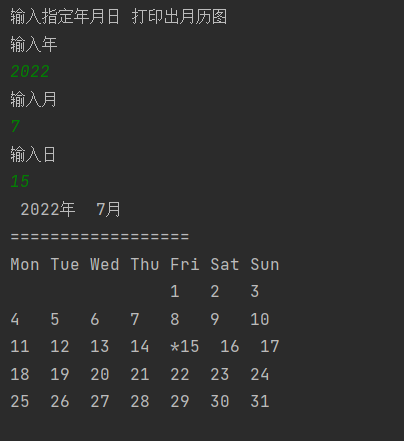 输入指定年月日 打印出月历图
输入年
2022
输入月
7
输入日
15
 2022年  7月
==================
Mon Tue Wed Thu Fri Sat Sun
                1   2   3
4   5   6   7   8   9   10
11  12  13  14  *15  16  17
18  19  20  21  22  23  24
25  26  27  28  29  30  31